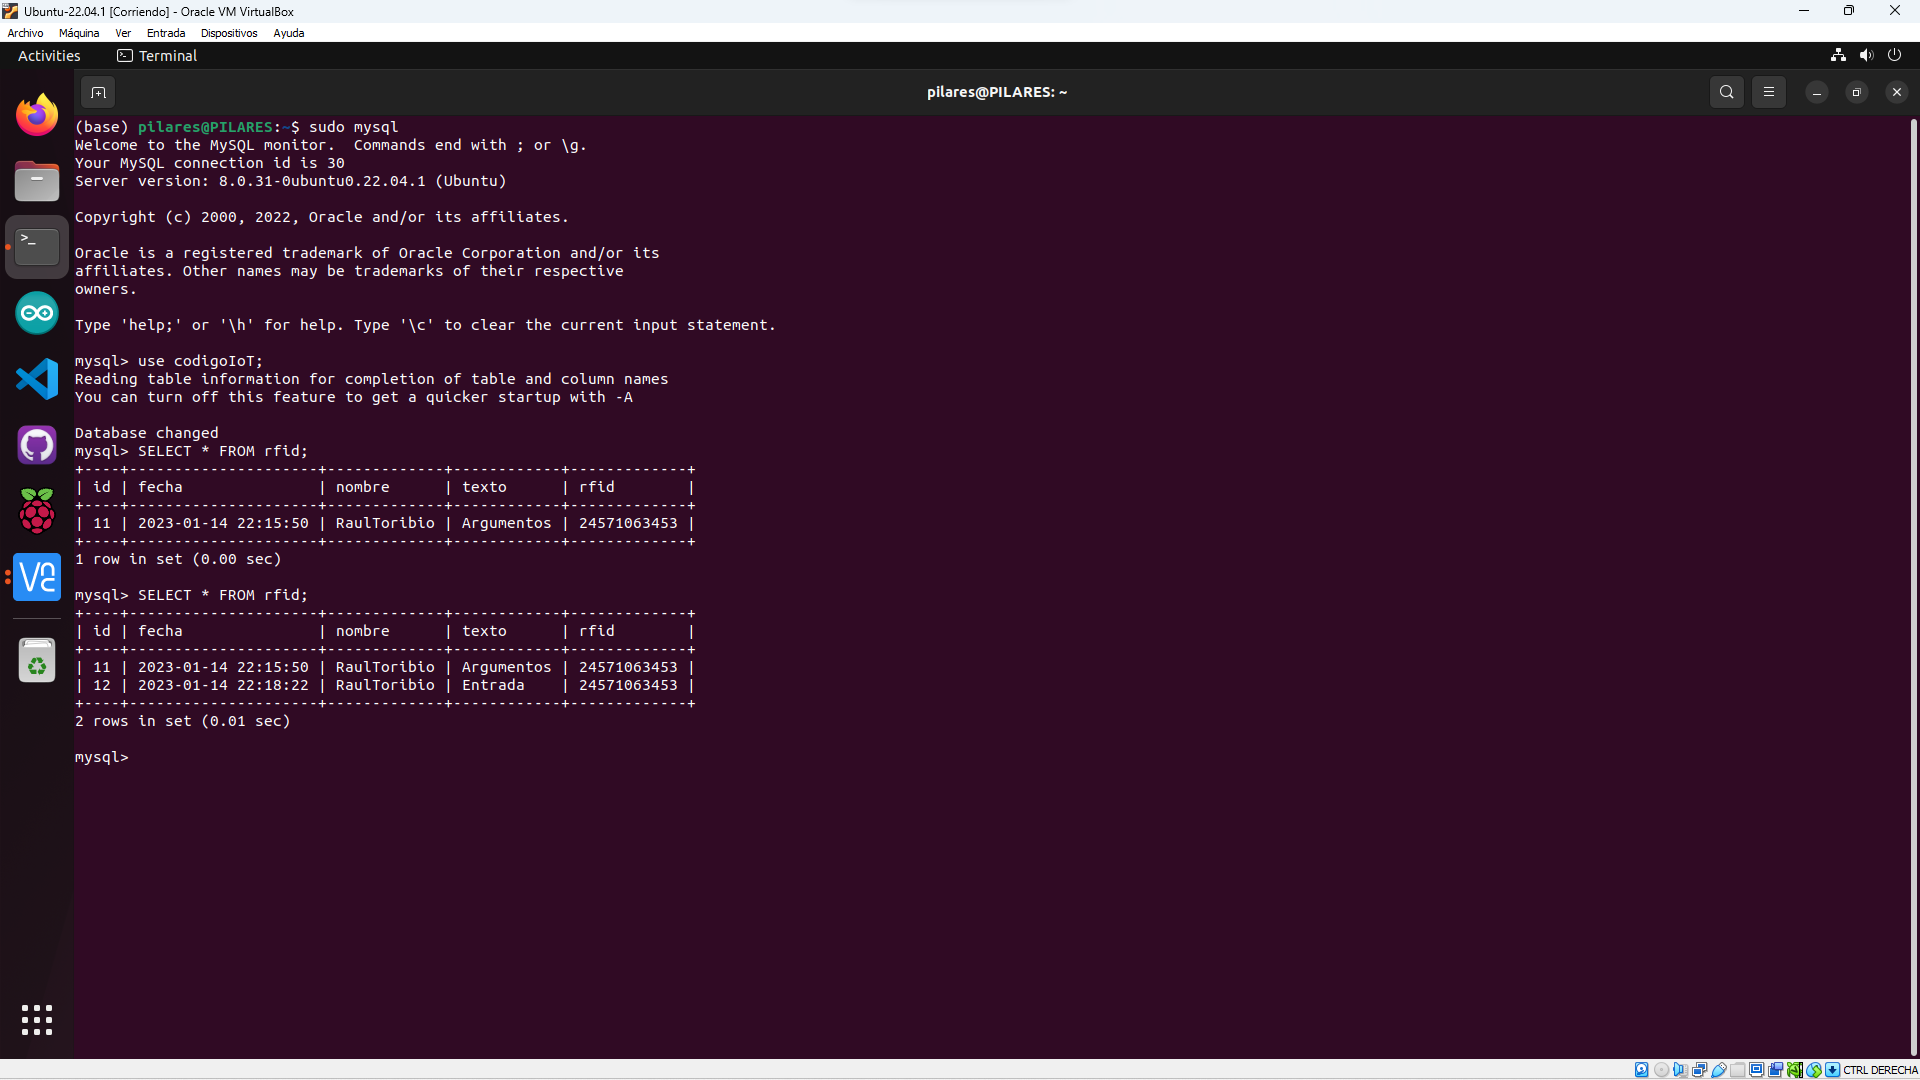 Ubuntu-22.04.1 [Corriendo] - Oracle VM VirtualBox
Archivo Máquina Ver Entrada Dispositivos Ayuda
Activities Terminal
pilares@PILARES: ~
(base) pilares@PILARES:~$ sudo mysql
Welcome to the MySQL monitor.  Commands end with ; or \g.
Your MySQL connection id is 30
Server version: 8.0.31-0ubuntu0.22.04.1 (Ubuntu)
Copyright (c) 2000, 2022, Oracle and/or its affiliates.
Oracle is a registered trademark of Oracle Corporation and/or its
affiliates. Other names may be trademarks of their respective
owners.
Type 'help;' or '\h' for help. Type '\c' to clear the current input statement.
mysql> use codigoIoT;
Reading table information for completion of table and column names
You can turn off this feature to get a quicker startup with -A
Database changed
mysql> SELECT * FROM rfid;
+----+---------------------+-------------+------------+-------------+
| id | fecha               | nombre      | texto      | rfid        |
+----+---------------------+-------------+------------+-------------+
| 11 | 2023-01-14 22:15:50 | RaulToribio | Argumentos | 24571063453 |
+----+---------------------+-------------+------------+-------------+
1 row in set (0.00 sec)
mysql> SELECT * FROM rfid;
+----+---------------------+-------------+------------+-------------+
| id | fecha               | nombre      | texto      | rfid        |
+----+---------------------+-------------+------------+-------------+
| 11 | 2023-01-14 22:15:50 | RaulToribio | Argumentos | 24571063453 |
| 12 | 2023-01-14 22:18:22 | RaulToribio | Entrada    | 24571063453 |
+----+---------------------+-------------+------------+-------------+
2 rows in set (0.01 sec)
mysql>
CTRL DERECHA